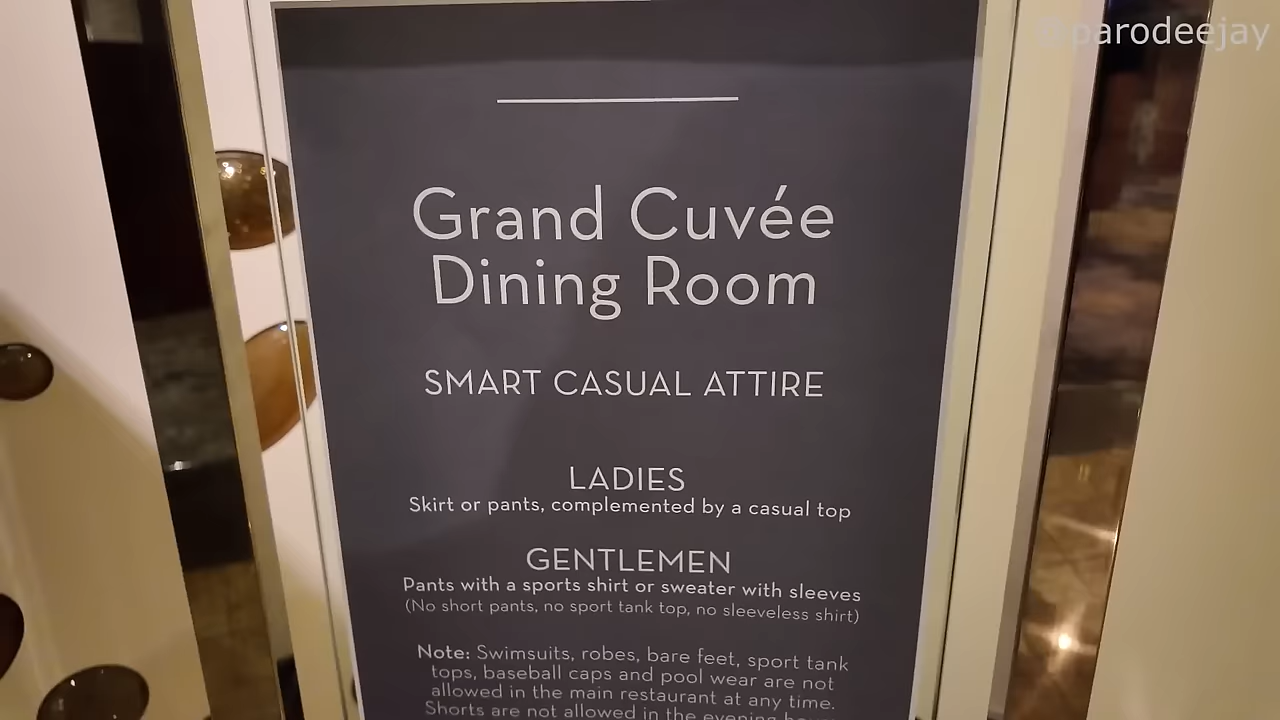 @parodeejay
Grand Cuvée
Dining Room
SMART CASUAL ATTIRE
LADIES
Skirt or pants, complemented by a casual top
GENTLEMEN
Pants with a sports shirt or sweater with sleeves
(No short pants, no sport tank top, no sleeveless shirt)
Note: Swimsuits, robes, bare feet, sport tank
tops, baseball caps and pool wear are not
allowed in the main restaurant at any time.
Shorts are not allowed in the evening